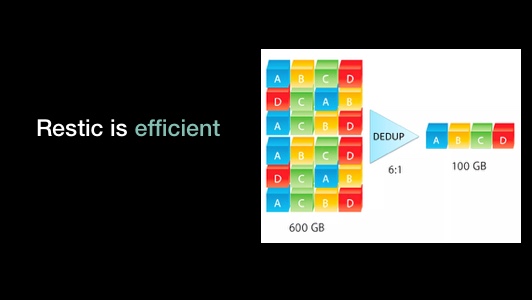 Restic is efficient
A B C D
D C A B
A C B D
A B C D
D C A B
A C B D
600 GB
DEDUP
6:1
A B C D
100 GB